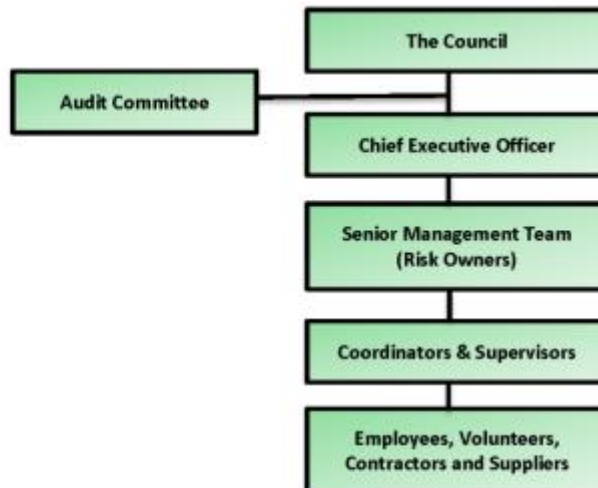 The Council
Audit Committee
Chief Executive Officer
Senior Management Team
(Risk Owners)
Coordinators & Supervisors
Employees, Volunteers,
Contractors and Suppliers